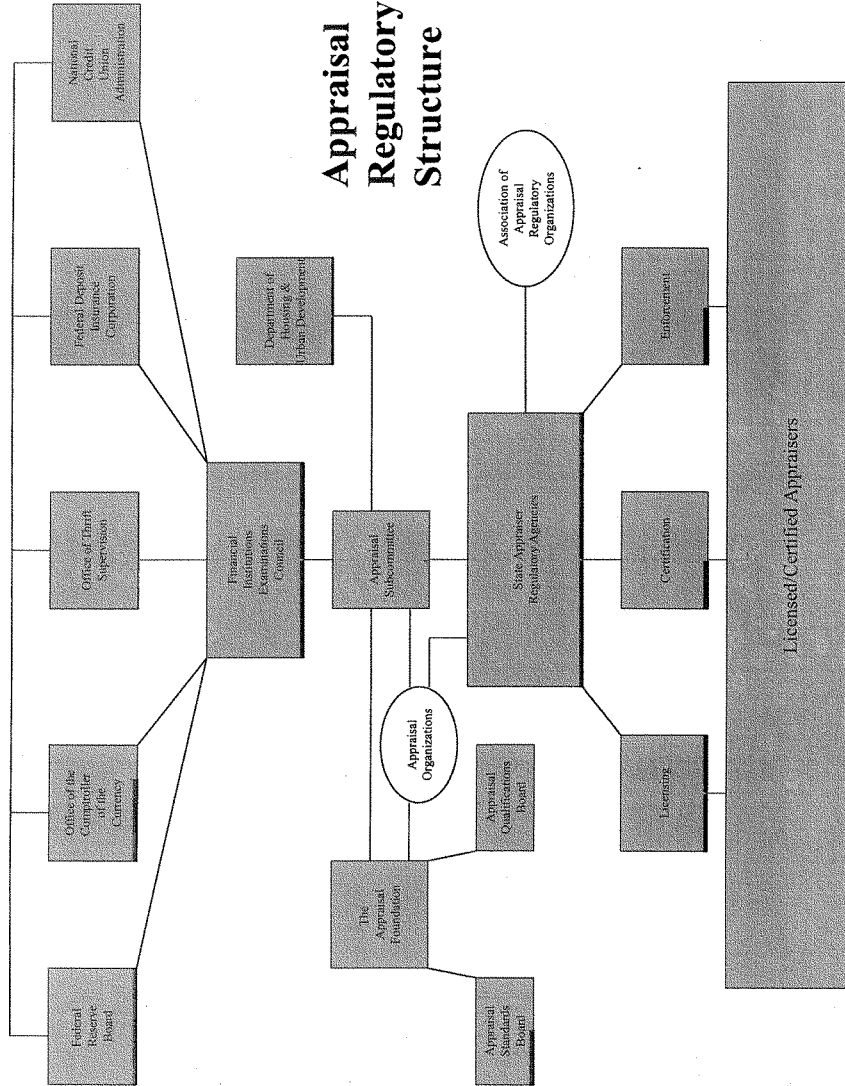 Appraisal
Regulatory
Structure
Federal
Reserve
Board
Office of the
Comptroller
of the
Currency
Office of Thrift
Supervision
Federal Deposit
Insurance
Corporation
National
Credit
Union
Administration
Financial
Institutions
Examinations
Council
Department of
Housing &
Urban Development
The
Appraisal
Foundation
Appraisal
Organizations
Appraisal
Subcommittee
Appraisal
Standards
Board
Appraisal
Qualifications
Board
State Appraiser
Regulatory Agencies
Association of
Appraisal
Regulatory
Organizations
Licensing
Certification
Enforcement
Licensed/Certified Appraisers